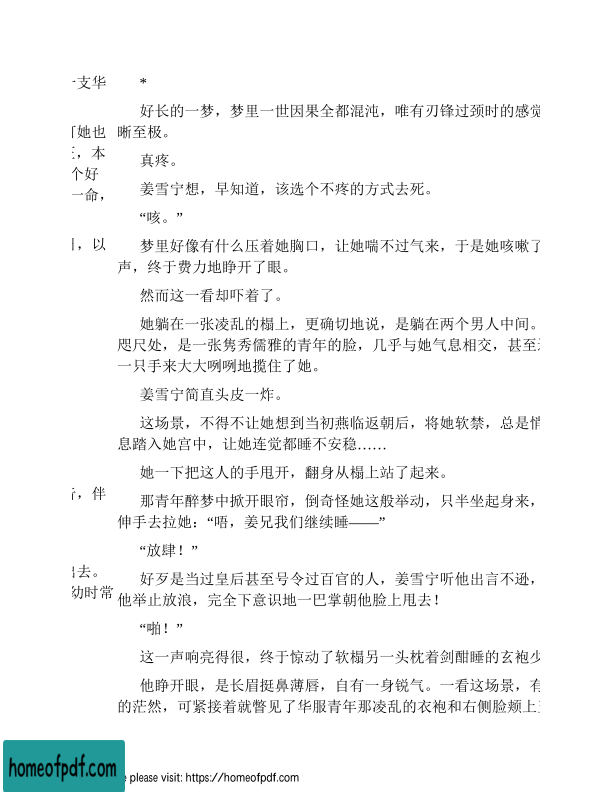 支华
她也
，本
个好
一命，
，以
，伴
去。
幼时常
*
好长的一梦，梦里一世因果全都混沌，唯有刃锋过颈时的感觉
晰至极。
真疼。
姜雪宁想，早知道，该选个不疼的方式去死。
“咳。”
梦里好像有什么压着她胸口，让她喘不过气来，于是她咳嗽了
声，终于费力地睁开了眼。
然而这一看却吓着了。
她躺在一张凌乱的榻上，更确切地说，是躺在两个男人中间。
咫尺处，是一张隽秀儒雅的青年的脸，几乎与她气息相交，甚至
一只手来大大咧咧地揽住了她。
姜雪宁简直头皮一炸。
这场景，不得不让她想到当初燕临返朝后，将她软禁，总是悄
息踏入她宫中，让她连觉都睡不安稳……
她一下把这人的手甩开，翻身从榻上站了起来。
那青年醉梦中掀开眼帘，倒奇怪她这般举动，只半坐起身来，
伸手去拉她：“唔，姜兄我们继续睡——”
“放肆！”
好歹是当过皇后甚至号令过百官的人，姜雪宁听他出言不逊，
他举止放浪，完全下意识地一巴掌朝他脸上甩去！
“啪！”
这一声响亮得很，终于惊动了软榻另一头枕着剑酣睡的玄袍少
他睁开眼，是长眉挺鼻薄唇，自有一身锐气。一看这场景，有
的茫然，可紧接着就瞥见了华服青年那凌乱的衣袍和右侧脸颊上
homeofpdf.com
please visit: https://homeofpdf.com